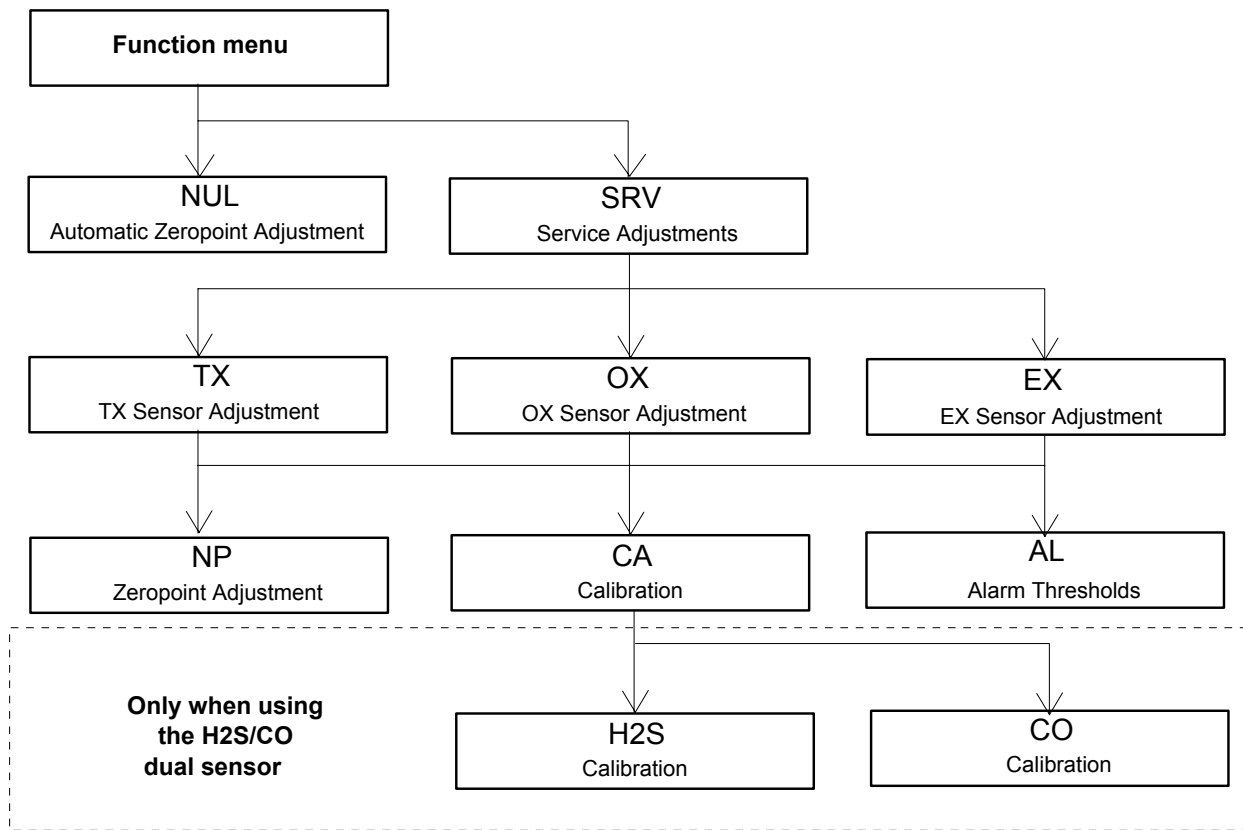 Function menu
NUL
Automatic Zeropoint Adjustment
SRV
Service Adjustments
TX
TX Sensor Adjustment
OX
OX Sensor Adjustment
EX
EX Sensor Adjustment
NP
Zeropoint Adjustment
CA
Calibration
AL
Alarm Thresholds
Only when using
the H2S/CO
dual sensor
H2S
Calibration
CO
Calibration